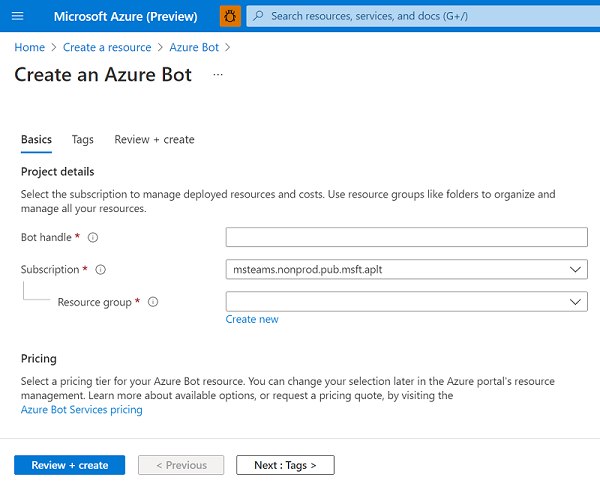 Microsoft Azure (Preview)
Search resources, services, and docs (G+/)
Home > Create a resource > Azure Bot >
Create an Azure Bot ...
Basics Tags Review + create
Project details
Select the subscription to manage deployed resources and costs. Use resource groups like folders to organize and
manage all your resources.
Bot handle *
Subscription * msteams.nonprod.pub.msft.aplt
Resource group *
Create new
Pricing
Select a pricing tier for your Azure Bot resource. You can change your selection later in the Azure portal's resource
management. Learn more about available options, or request a pricing quote, by visiting the
Azure Bot Services pricing
Review + create < Previous Next : Tags >